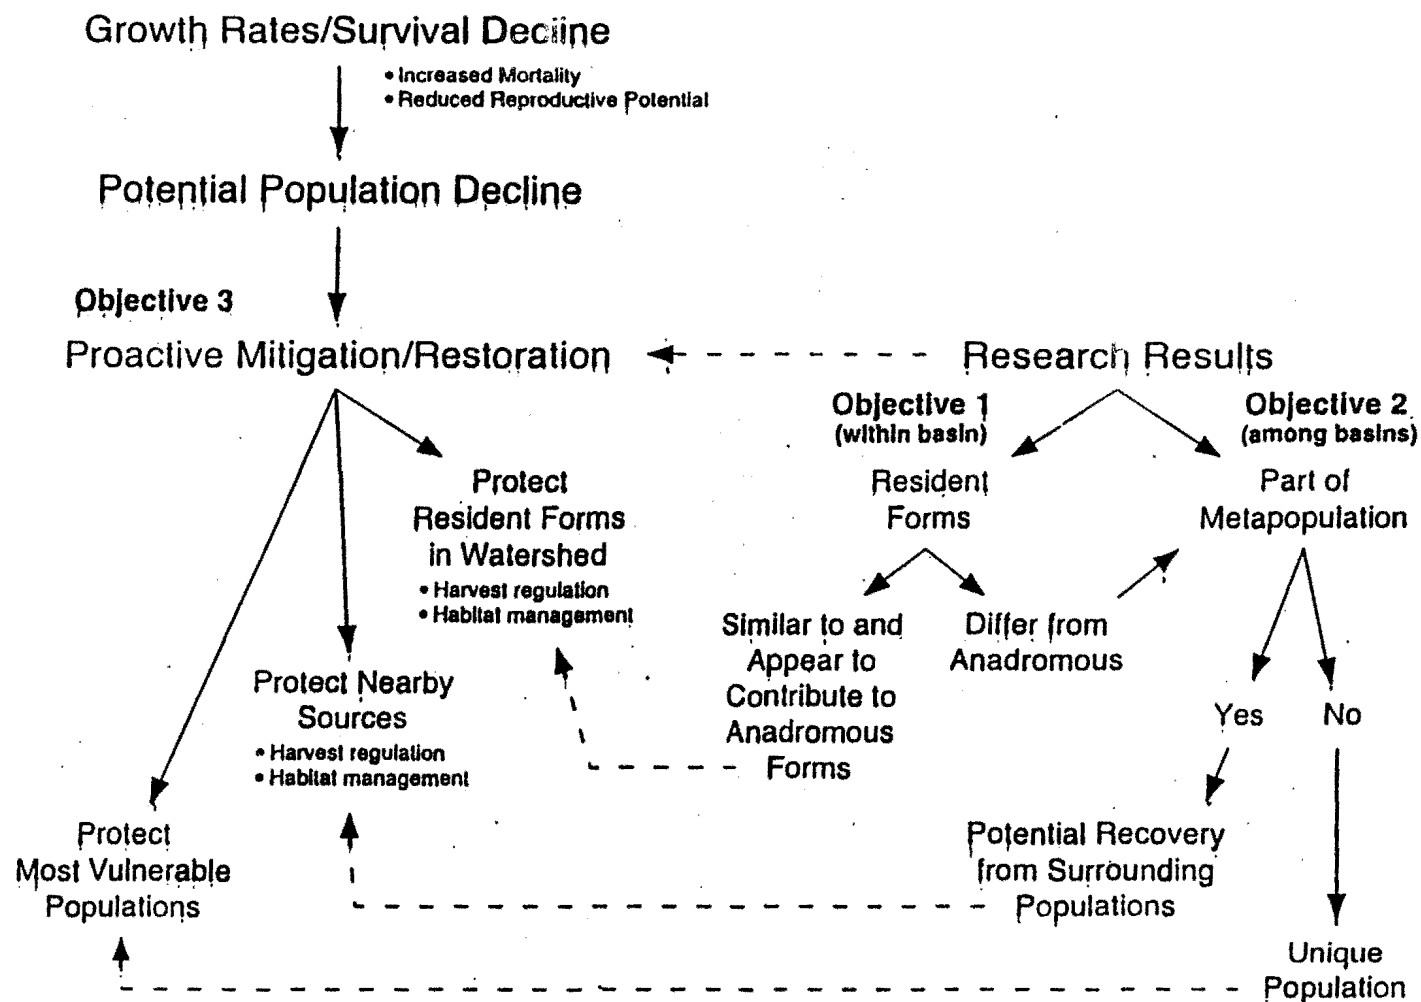 Growth Rates/Survival Decline
• Increased Mortality
• Reduced Reproductive Potential
Potential Population Decline
Objective 3
Proactive Mitigation/Restoration
Research Results
Objective 1
(within basin)
Objective 2
(among basins)
Protect
Resident Forms
in Watershed
• Harvest regulation
• Habitat management
Resident
Forms
Part of
Metapopulation
Similar to and
Appear to
Contribute to
Anadromous
Forms
Differ from
Anadromous
Protect Nearby
Sources
• Harvest regulation
• Habitat management
Yes
No
Protect
Most Vulnerable
Populations
Potential Recovery
from Surrounding
Populations
Unique
Population